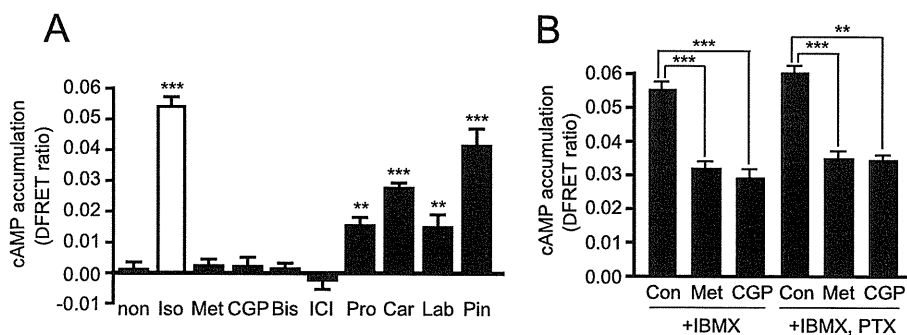 A
cAMP accumulation
(DFRET ratio)
0.06
0.05
0.04
0.03
0.02
0.01
0.00
-0.01
***
**
***
**
***
non Iso Met CGP Bis ICI Pro Car Lab Pin
B
cAMP accumulation
(DFRET ratio)
0.06
0.05
0.04
0.03
0.02
0.01
0.00
***
***
**
***
Con Met CGP Con Met CGP
+IBMX +IBMX, PTX